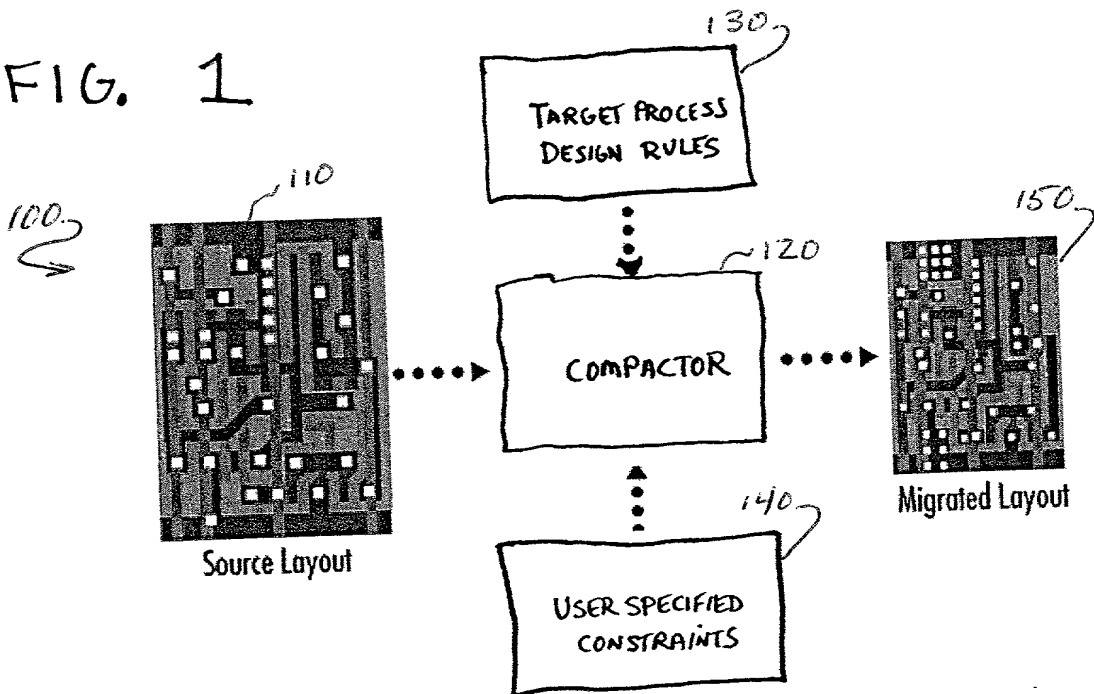 FIG. 1
130
TARGET PROCESS
DESIGN RULES
100
110
120
150
COMPACTOR
Source Layout
Migrated Layout
140
USER SPECIFIED
CONSTRAINTS